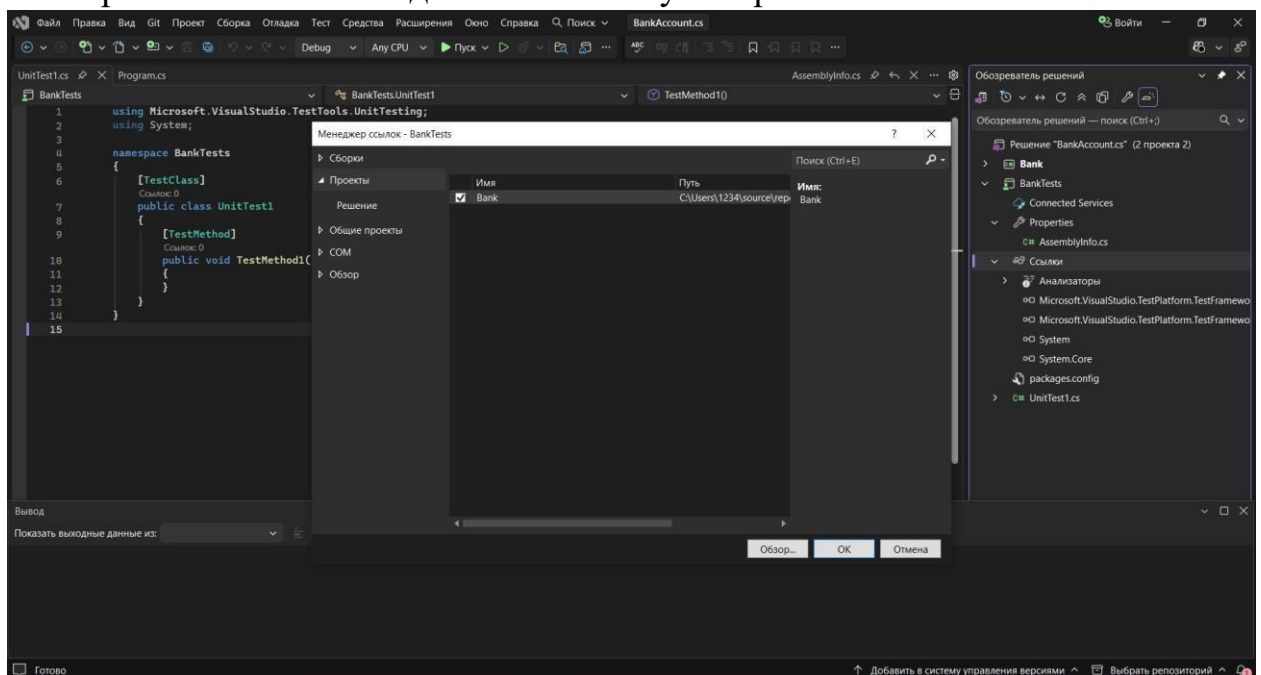 Файл Правка Вид Git Проект Сборка Отладка Тест Средства Расширения Окно Справка Поиск BankAccount.cs Войти
Debug Any CPU Пуск
UnitTest1.cs Program.cs AssemblyInfo.cs
BankTests BankTests.UnitTest1 TestMethod1()
1 using Microsoft.VisualStudio.TestTools.UnitTesting;
2 using System;
3
4 namespace BankTests
5 {
6 [TestClass]
Ссылок: 0
7 public class UnitTest1
8 {
9 [TestMethod]
Ссылок: 0
10 public void TestMethod1(
11 {
12 }
13 }
14 }
15
Менеджер ссылок - BankTests ? X
Сборки
Проекты
Решение
Общие проекты
COM
Обзор
Имя Путь
Bank C:\Users\1234\source\rep
Поиск (Ctrl+E)
Имя:
Bank
Обзор... ОК Отмена
Обозреватель решений
Обозреватель решений — поиск (Ctrl+;)
Решение "BankAccount.cs" (2 проекта 2)
Bank
BankTests
Connected Services
Properties
C# AssemblyInfo.cs
Ссылки
Анализаторы
Microsoft.VisualStudio.TestPlatform.TestFramewo
Microsoft.VisualStudio.TestPlatform.TestFramewo
System
System.Core
packages.config
C# UnitTest1.cs
Вывод
Показать выходные данные из:
Готово Добавить в систему управления версиями Выбрать репозиторий